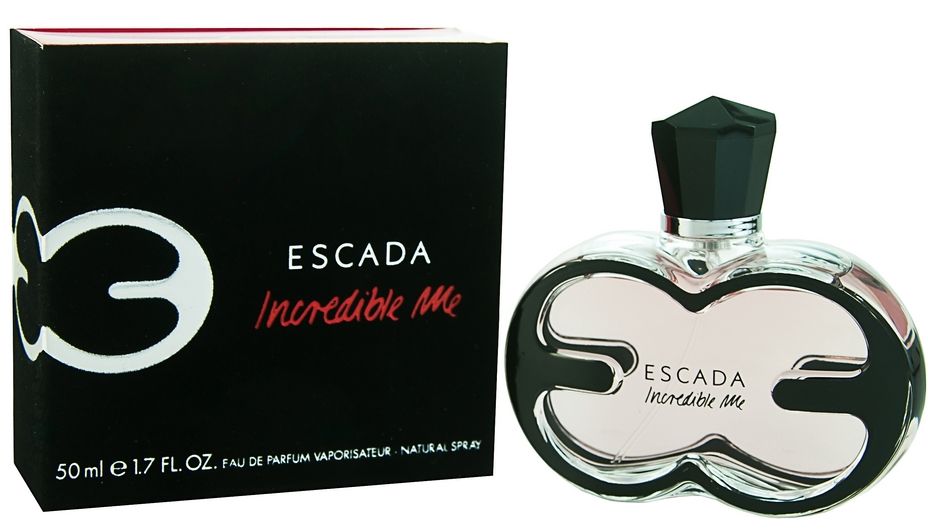 ESCADA
Incredible Me
50 ml e 1.7 FL. OZ. EAU DE PARFUM VAPORISATEUR - NATURAL SPRAY
ESCADA
Incredible Me